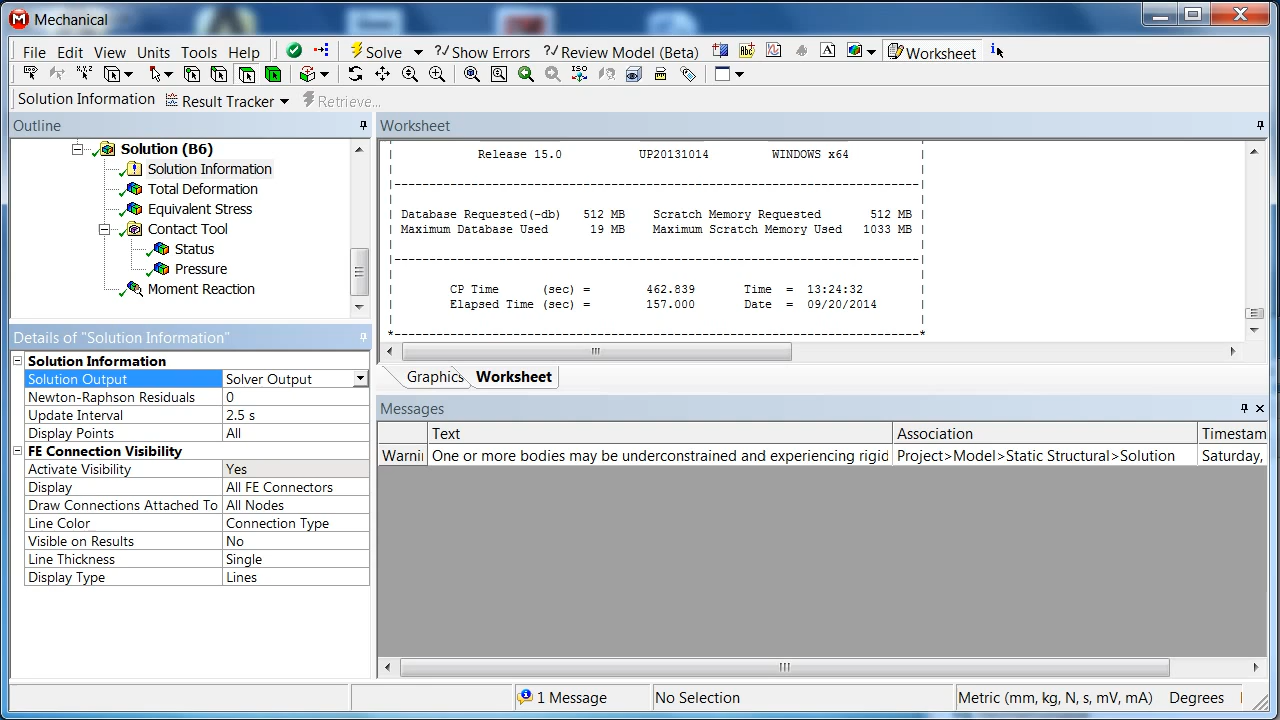 Mechanical
File Edit View Units Tools Help Solve ?/Show Errors ?/Review Model (Beta) A Worksheet
ISO
Solution Information Result Tracker Retrieve...
Outline
Solution (B6)
Solution Information
Total Deformation
Equivalent Stress
Contact Tool
Status
Pressure
Moment Reaction
Details of "Solution Information"
Solution Information
Solution Output Solver Output
Newton-Raphson Residuals 0
Update Interval 2.5 s
Display Points All
FE Connection Visibility
Activate Visibility Yes
Display All FE Connectors
Draw Connections Attached To All Nodes
Line Color Connection Type
Visible on Results No
Line Thickness Single
Display Type Lines
Worksheet
Release 15.0 UP20131014 WINDOWS x64
Database Requested(-db) 512 MB Scratch Memory Requested 512 MB
Maximum Database Used 19 MB Maximum Scratch Memory Used 1033 MB
CP Time (sec) = 462.839 Time = 13:24:32
Elapsed Time (sec) = 157.000 Date = 09/20/2014
Graphics Worksheet
Messages
Text Association Timestam
Warni One or more bodies may be underconstrained and experiencing rigid Project>Model>Static Structural>Solution Saturday,
1 Message No Selection Metric (mm, kg, N, s, mV, mA) Degrees